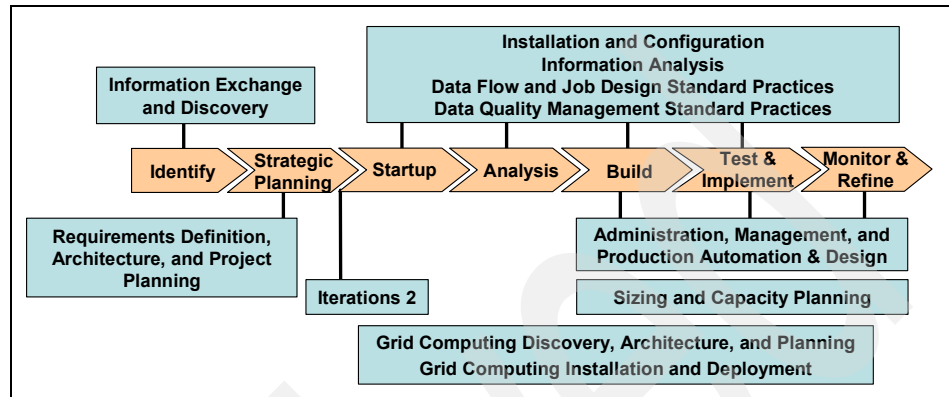 Installation and Configuration
Information Analysis
Data Flow and Job Design Standard Practices
Data Quality Management Standard Practices
Information Exchange
and Discovery
Identify
Strategic
Planning
Startup
Analysis
Build
Test &
Implement
Monitor &
Refine
Requirements Definition,
Architecture, and Project
Planning
Iterations 2
Administration, Management, and
Production Automation & Design
Sizing and Capacity Planning
Grid Computing Discovery, Architecture, and Planning
Grid Computing Installation and Deployment